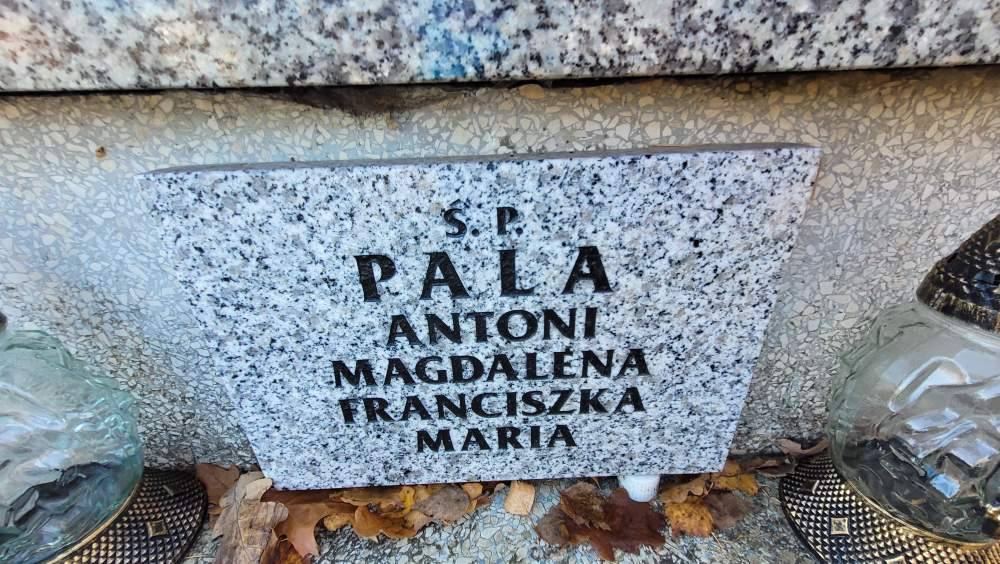 Ś. P.
PALA
ANTONI
MAGDALENA
FRANCISZKA
MARIA